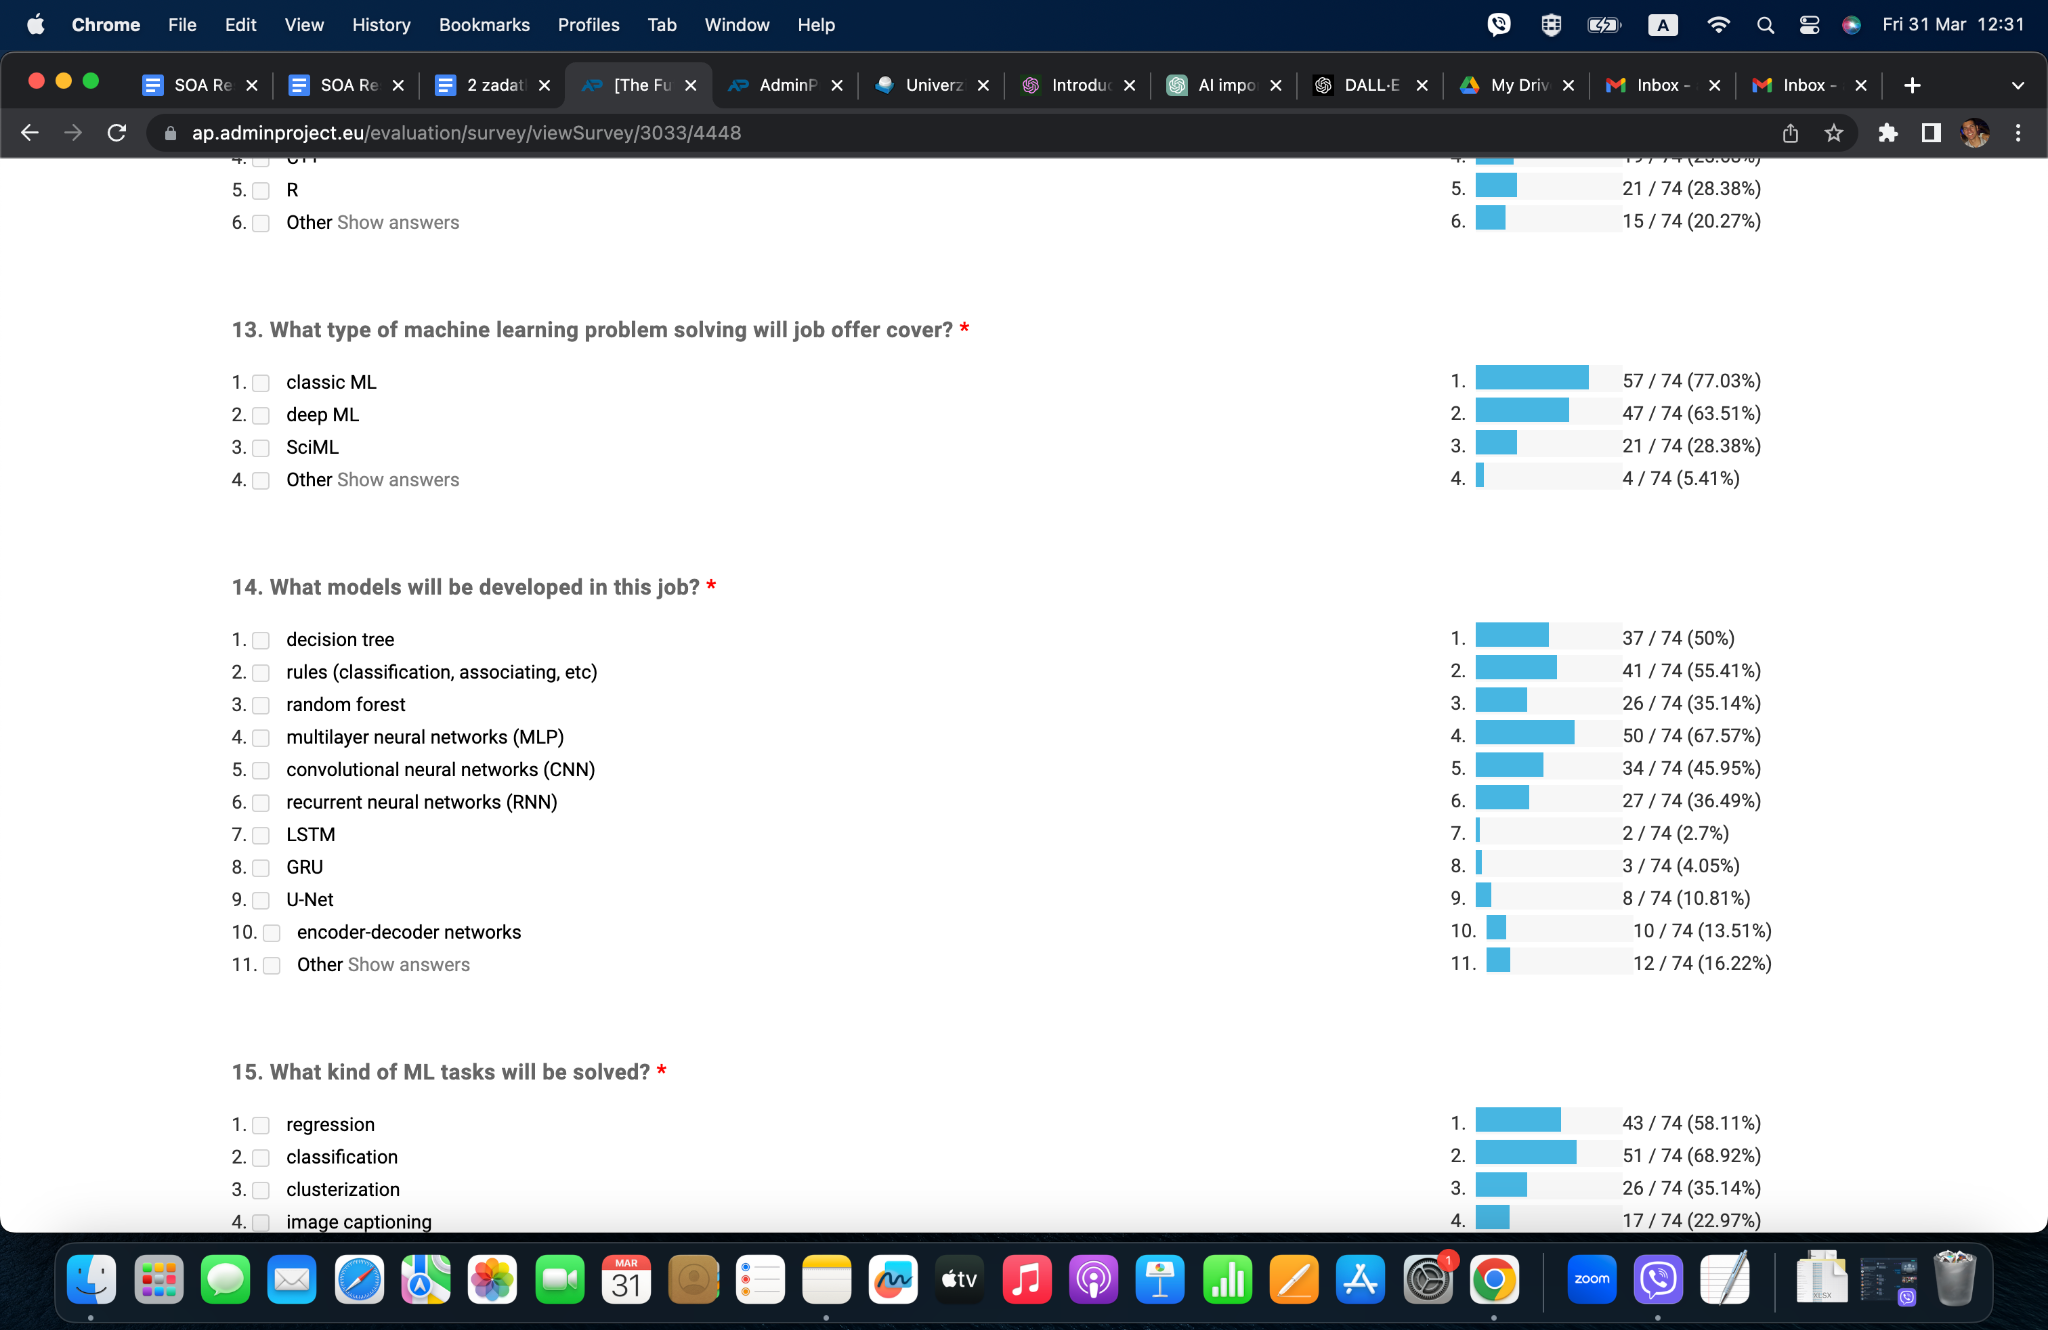 Chrome File Edit View History Bookmarks Profiles Tab Window Help A Fri 31 Mar 12:31
SOA Re SOA Re 2 zadat [The Fu AdminP Univerz Introduc AI impo DALL·E My Driv Inbox - Inbox -
ap.adminproject.eu/evaluation/survey/viewSurvey/3033/4448
5. R 5. 21 / 74 (28.38%)
6. Other Show answers 6. 15 / 74 (20.27%)
13. What type of machine learning problem solving will job offer cover? *
1. classic ML 1. 57 / 74 (77.03%)
2. deep ML 2. 47 / 74 (63.51%)
3. SciML 3. 21 / 74 (28.38%)
4. Other Show answers 4. 4 / 74 (5.41%)
14. What models will be developed in this job? *
1. decision tree 1. 37 / 74 (50%)
2. rules (classification, associating, etc) 2. 41 / 74 (55.41%)
3. random forest 3. 26 / 74 (35.14%)
4. multilayer neural networks (MLP) 4. 50 / 74 (67.57%)
5. convolutional neural networks (CNN) 5. 34 / 74 (45.95%)
6. recurrent neural networks (RNN) 6. 27 / 74 (36.49%)
7. LSTM 7. 2 / 74 (2.7%)
8. GRU 8. 3 / 74 (4.05%)
9. U-Net 9. 8 / 74 (10.81%)
10. encoder-decoder networks 10. 10 / 74 (13.51%)
11. Other Show answers 11. 12 / 74 (16.22%)
15. What kind of ML tasks will be solved? *
1. regression 1. 43 / 74 (58.11%)
2. classification 2. 51 / 74 (68.92%)
3. clusterization 3. 26 / 74 (35.14%)
4. image captioning 4. 17 / 74 (22.97%)
MAR
31
tv
1
zoom
XLSX